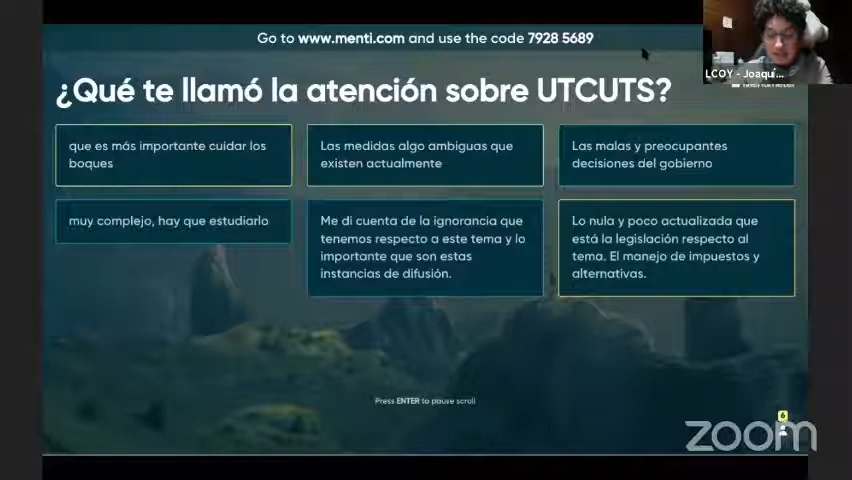 Go to www.menti.com and use the code 7928 5689
LCOY - Joaquí...
¿Qué te llamó la atención sobre UTCUTS?
que es más importante cuidar los
boques
Las medidas algo ambiguas que
existen actualmente
Las malas y preocupantes
decisiones del gobierno
muy complejo, hay que estudiarlo
Me di cuenta de la ignorancia que
tenemos respecto a este tema y lo
importante que son estas
instancias de difusión.
Lo nula y poco actualizada que
está la legislación respecto al
tema. El manejo de impuestos y
alternativas.
Press ENTER to pause scroll
6
zoom